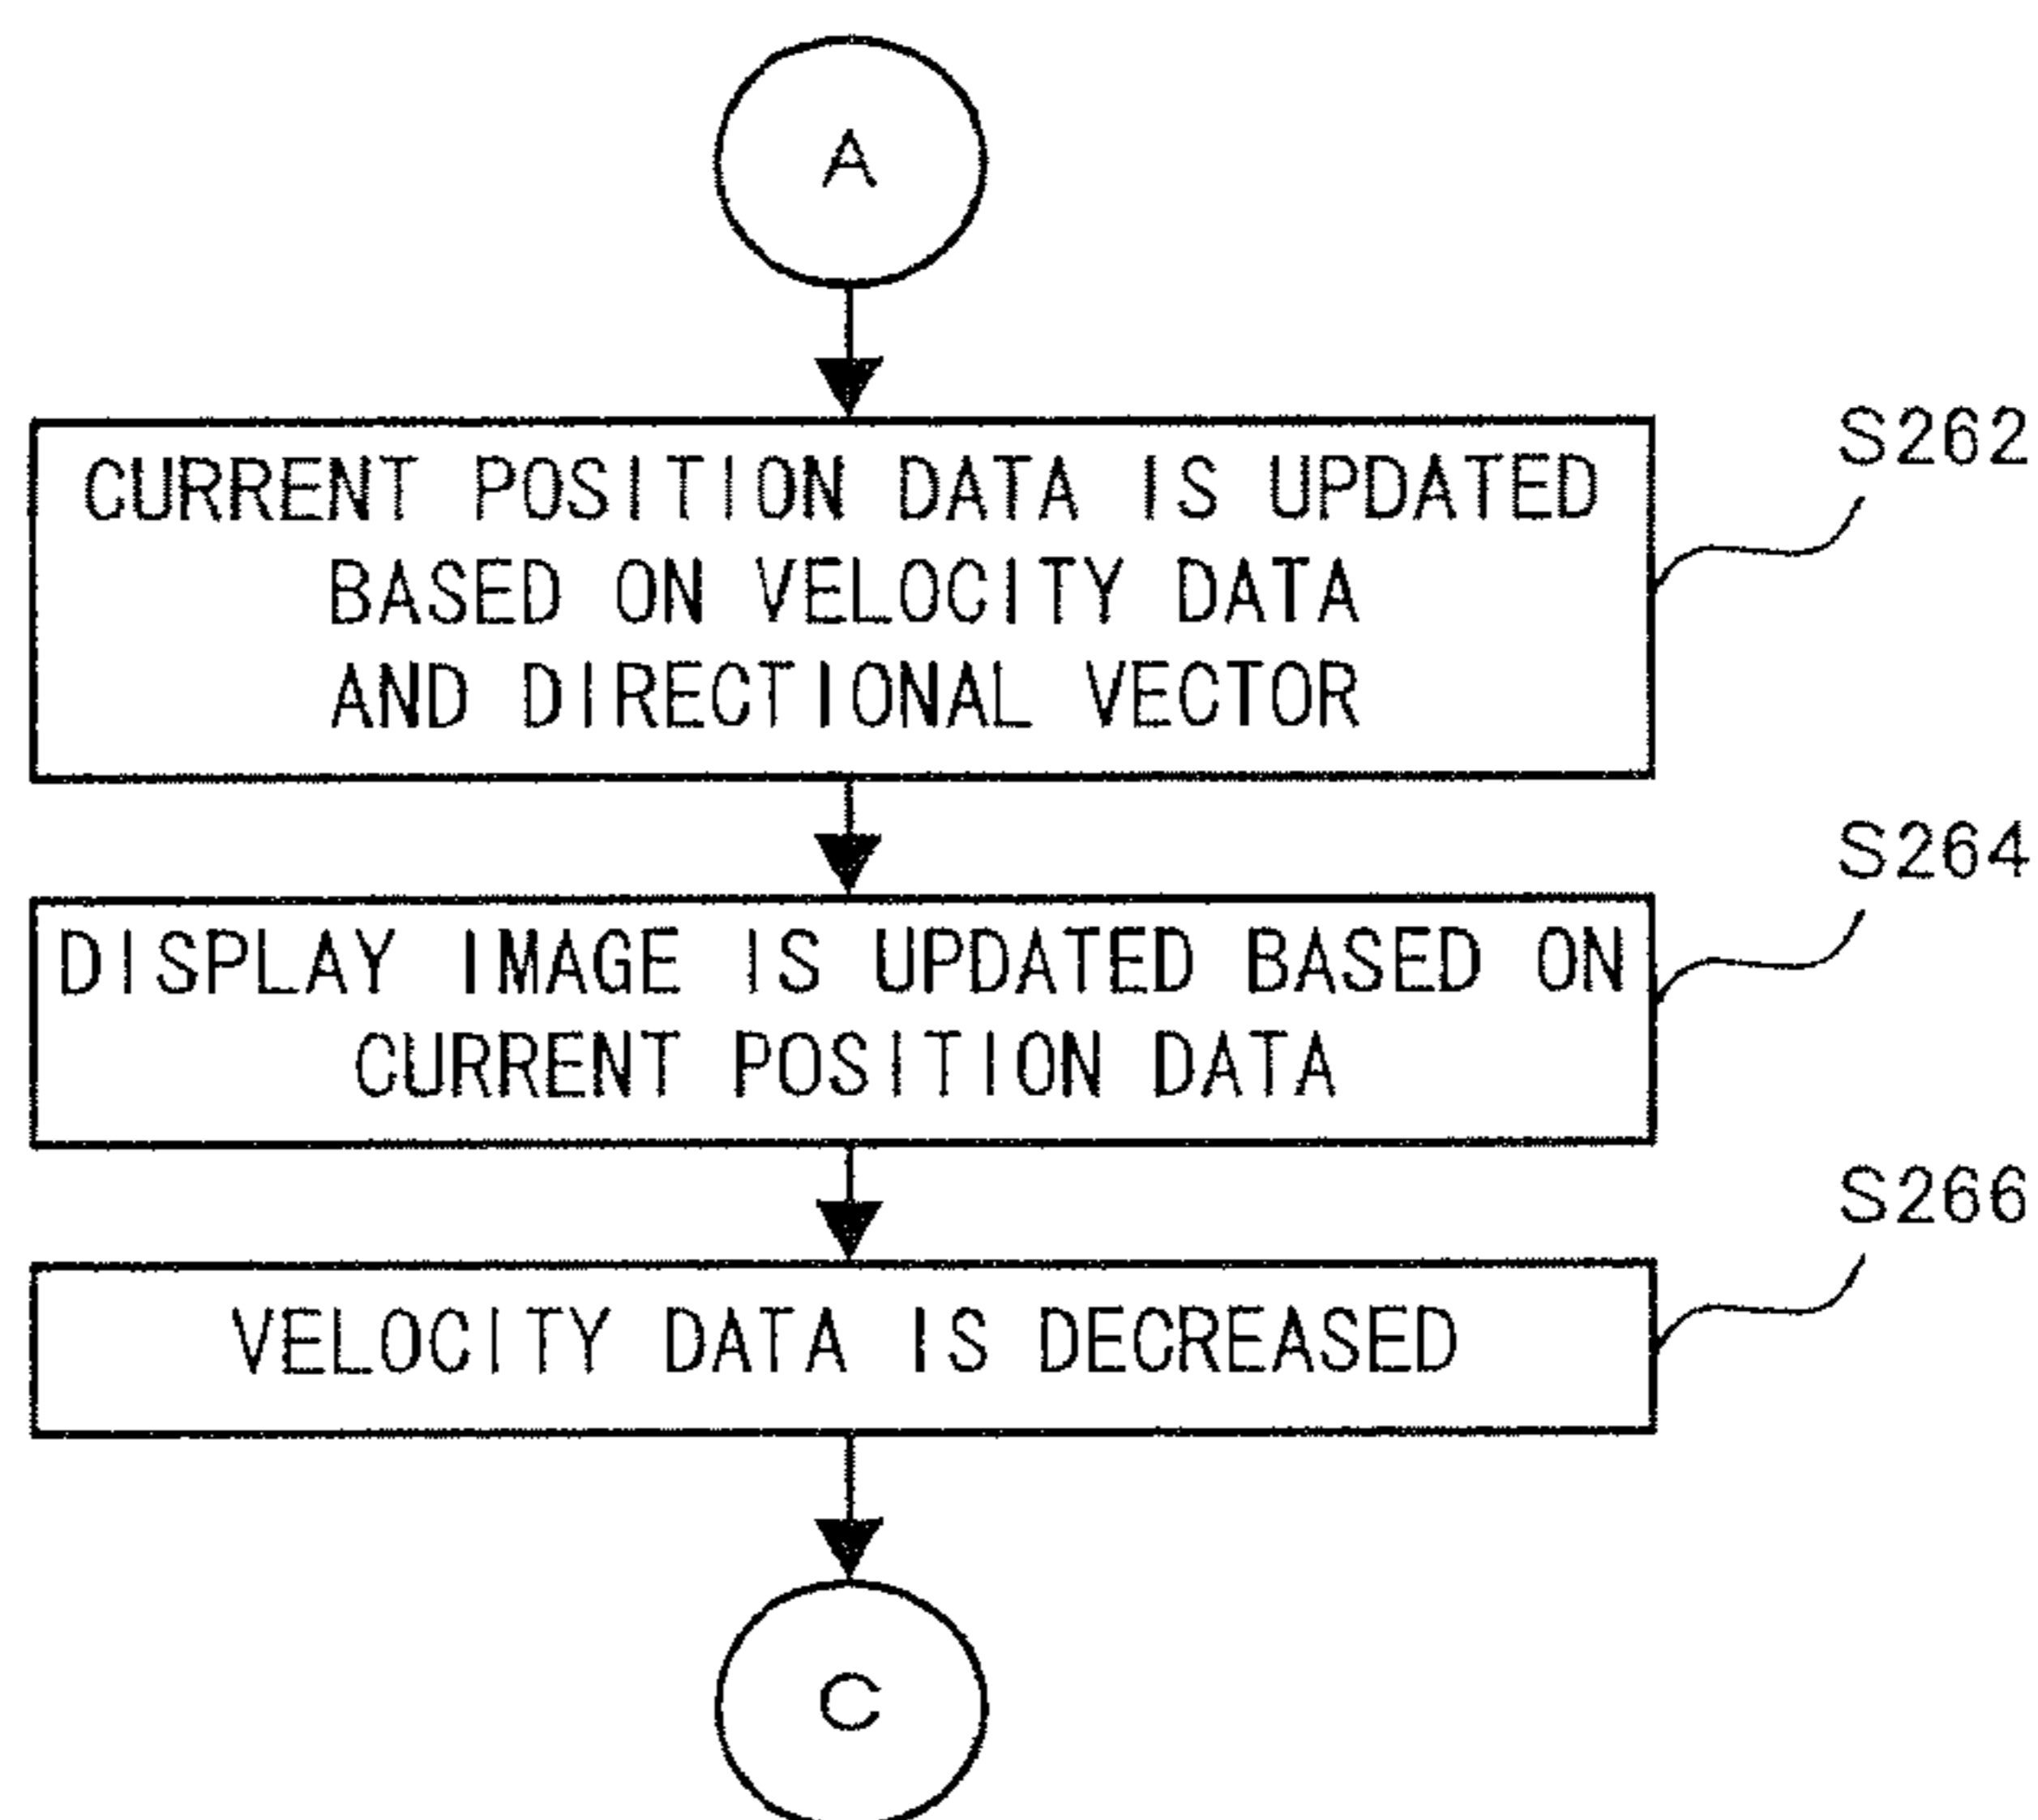 A
S262
CURRENT POSITION DATA IS UPDATED
BASED ON VELOCITY DATA
AND DIRECTIONAL VECTOR
S264
DISPLAY IMAGE IS UPDATED BASED ON
CURRENT POSITION DATA
S266
VELOCITY DATA IS DECREASED
C